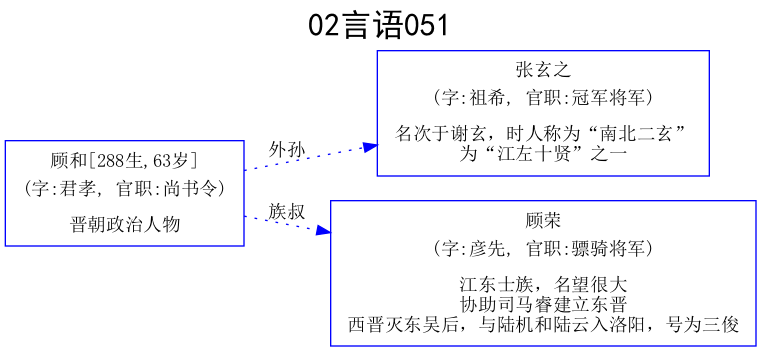 02言语051
张玄之
(字:祖希, 官职:冠军将军)
名次于谢玄，时人称为“南北二玄”
为“江左十贤”之一
外孙
顾和[288生,63岁]
(字:君孝, 官职:尚书令)
晋朝政治人物
族叔
顾荣
(字:彦先, 官职:骠骑将军)
江东士族，名望很大
协助司马睿建立东晋
西晋灭东吴后，与陆机和陆云入洛阳，号为三俊